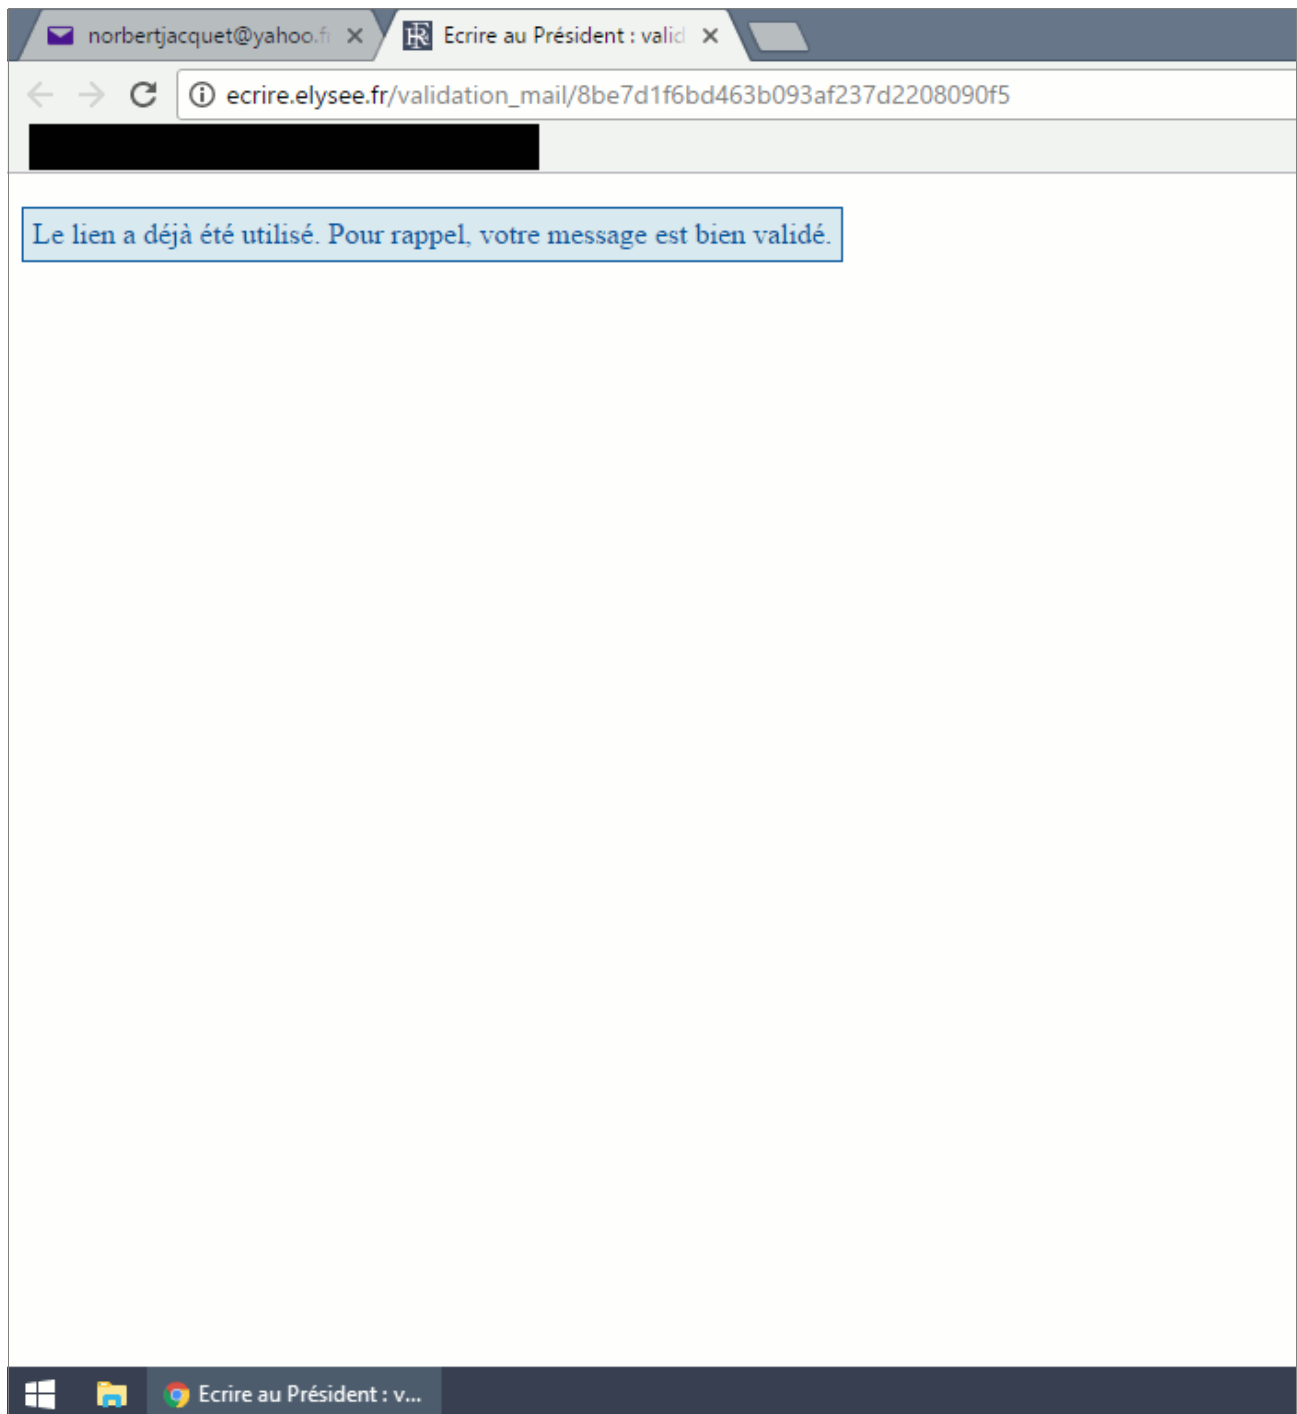 norbertjacquet@yahoo.f
Ecrire au Président : valid
ecrire.elysee.fr/validation_mail/8be7d1f6bd463b093af237d2208090f5
Le lien a déjà été utilisé. Pour rappel, votre message est bien validé.
Ecrire au Président : v...